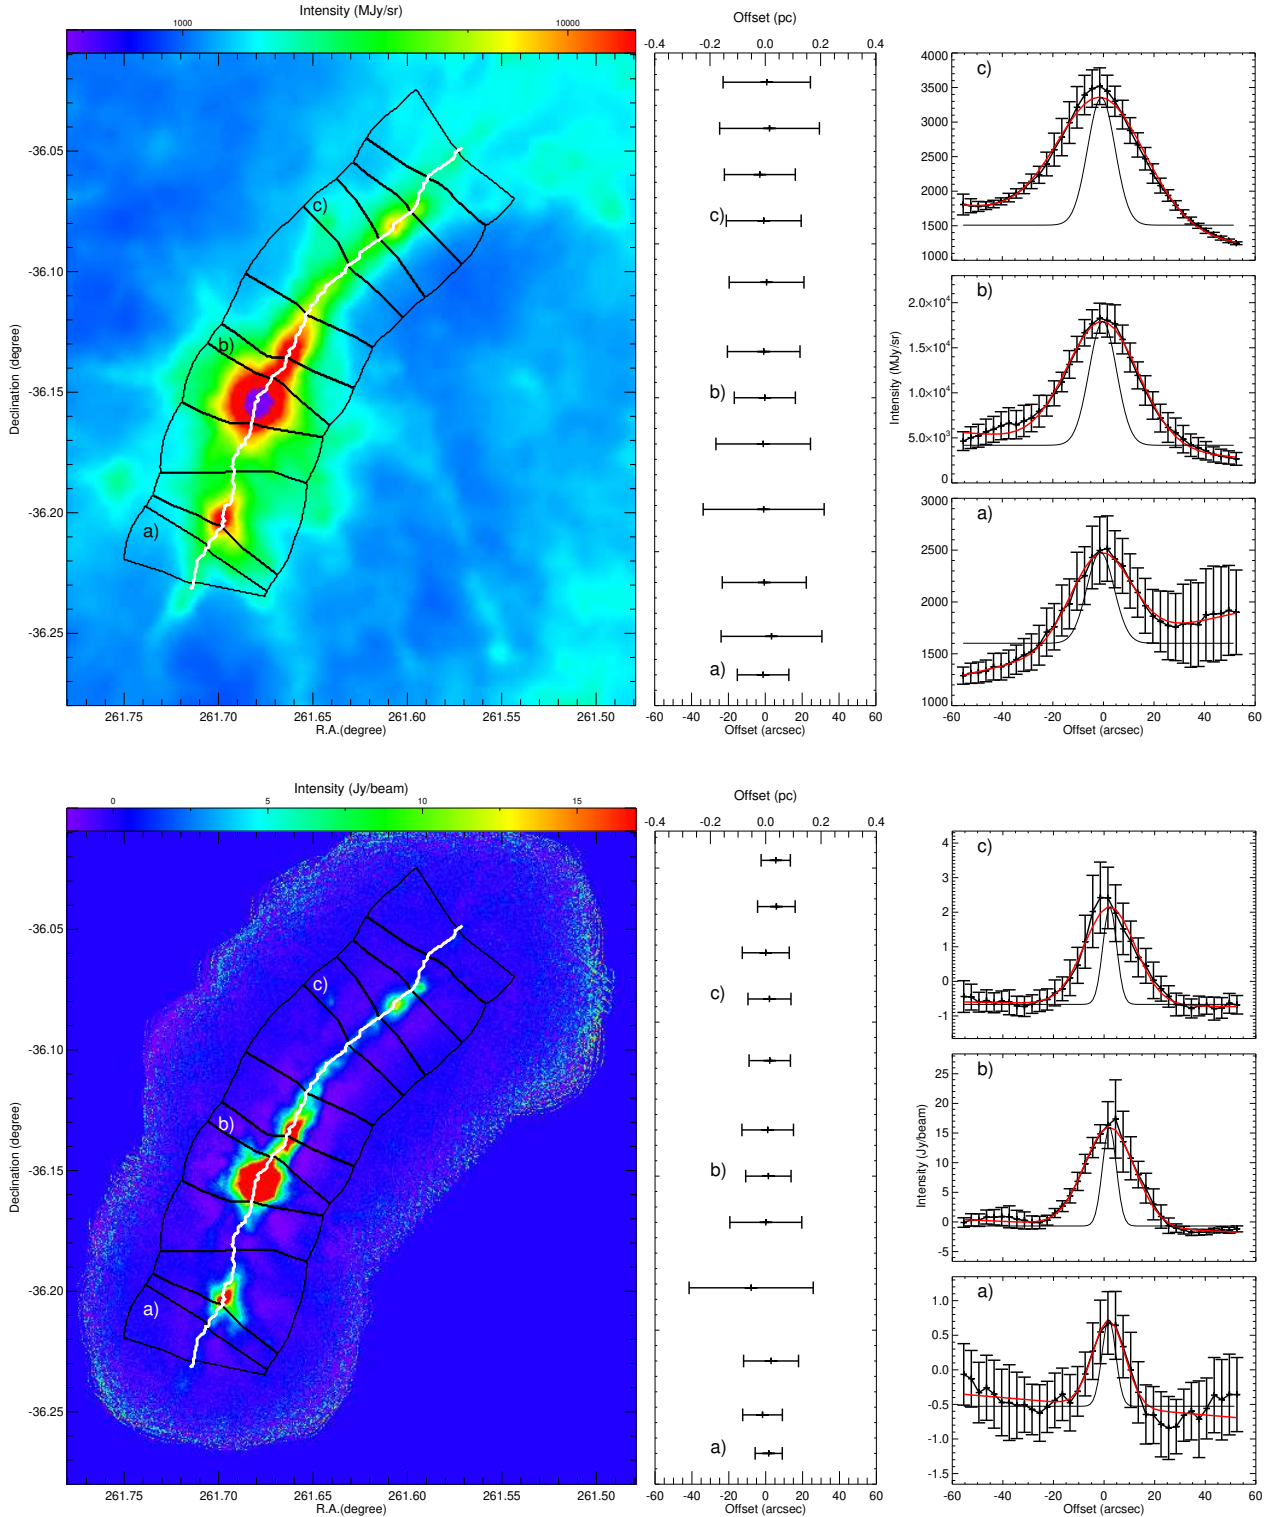 Intensity (MJy/sr)
1000 10000
-36.05
-36.10
-36.15
-36.20
-36.25
Declination (degree)
c)
b)
a)
261.75 261.70 261.65 261.60 261.55 261.50
R.A.(degree)
Offset (pc)
-0.4 -0.2 0.0 0.2 0.4
c)
b)
a)
-60 -40 -20 0 20 40 60
Offset (arcsec)
c)
4000
3500
3000
2500
2000
1500
1000
b)
2.0×10⁴
1.5×10⁴
1.0×10⁴
5.0×10³
0
Intensity (MJy/sr)
a)
3000
2500
2000
1500
1000
-60 -40 -20 0 20 40 60
Offset (arcsec)
Intensity (Jy/beam)
0 5 10 15
-36.05
-36.10
-36.15
-36.20
-36.25
Declination (degree)
c)
b)
a)
261.75 261.70 261.65 261.60 261.55 261.50
R.A.(degree)
Offset (pc)
-0.4 -0.2 0.0 0.2 0.4
c)
b)
a)
-60 -40 -20 0 20 40 60
Offset (arcsec)
c)
4
3
2
1
0
-1
b)
25
20
15
10
5
0
-5
Intensity (Jy/beam)
a)
1.0
0.5
0.0
-0.5
-1.0
-1.5
-60 -40 -20 0 20 40 60
Offset (arcsec)